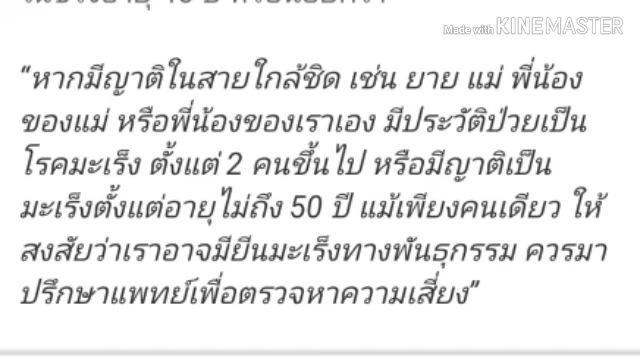 Made with KINEMASTER
“หากมีญาติในสายใกล้ชิด เช่น ยาย แม่ พี่น้อง
ของแม่ หรือพี่น้องของเราเอง มีประวัติป่วยเป็น
โรคมะเร็ง ตั้งแต่ 2 คนขึ้นไป หรือมีญาติเป็น
มะเร็งตั้งแต่อายุไม่ถึง 50 ปี แม้เพียงคนเดียว ให้
สงสัยว่าเราอาจมียีนมะเร็งทางพันธุกรรม ควรมา
ปรึกษาแพทย์เพื่อตรวจหาความเสี่ยง”